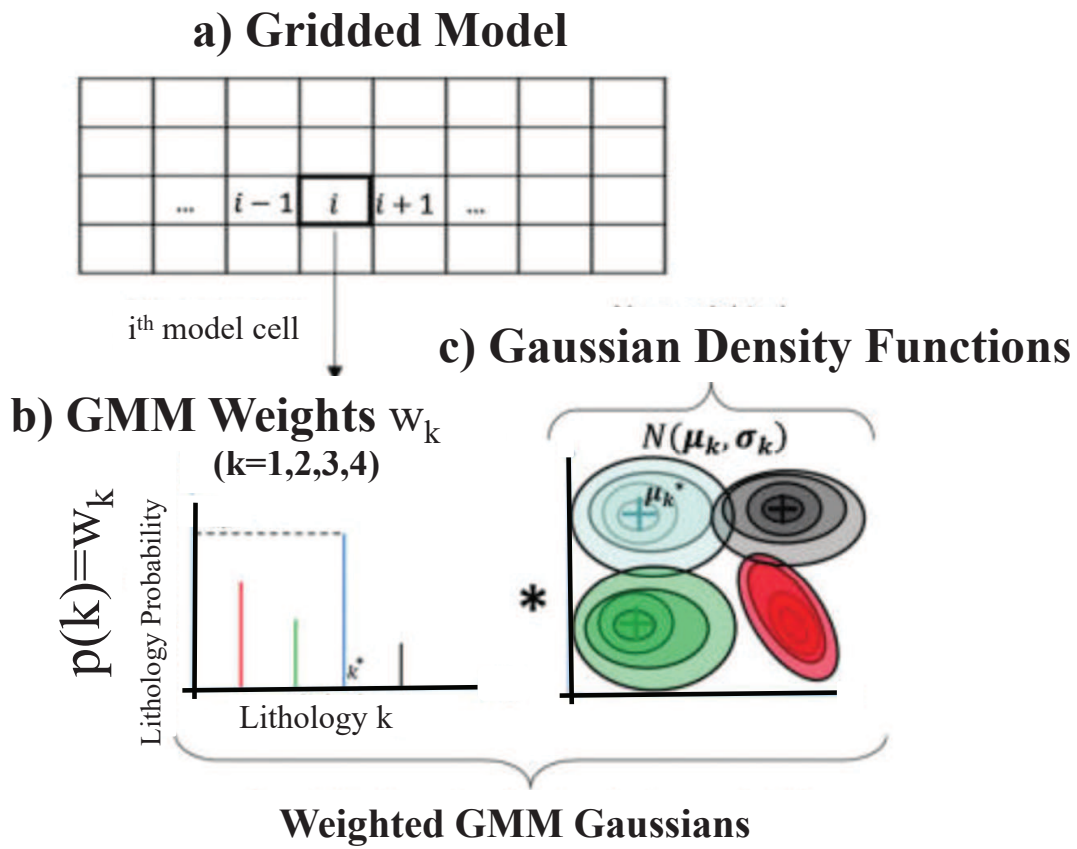 a) Gridded Model
... i − 1 i i + 1 ...
iᵗʰ model cell
c) Gaussian Density Functions
b) GMM Weights wₖ
(k=1,2,3,4)
N(μₖ, σₖ)
μₖ*
p(k)=wₖ
Lithology Probability
k*
*
Lithology k
Weighted GMM Gaussians